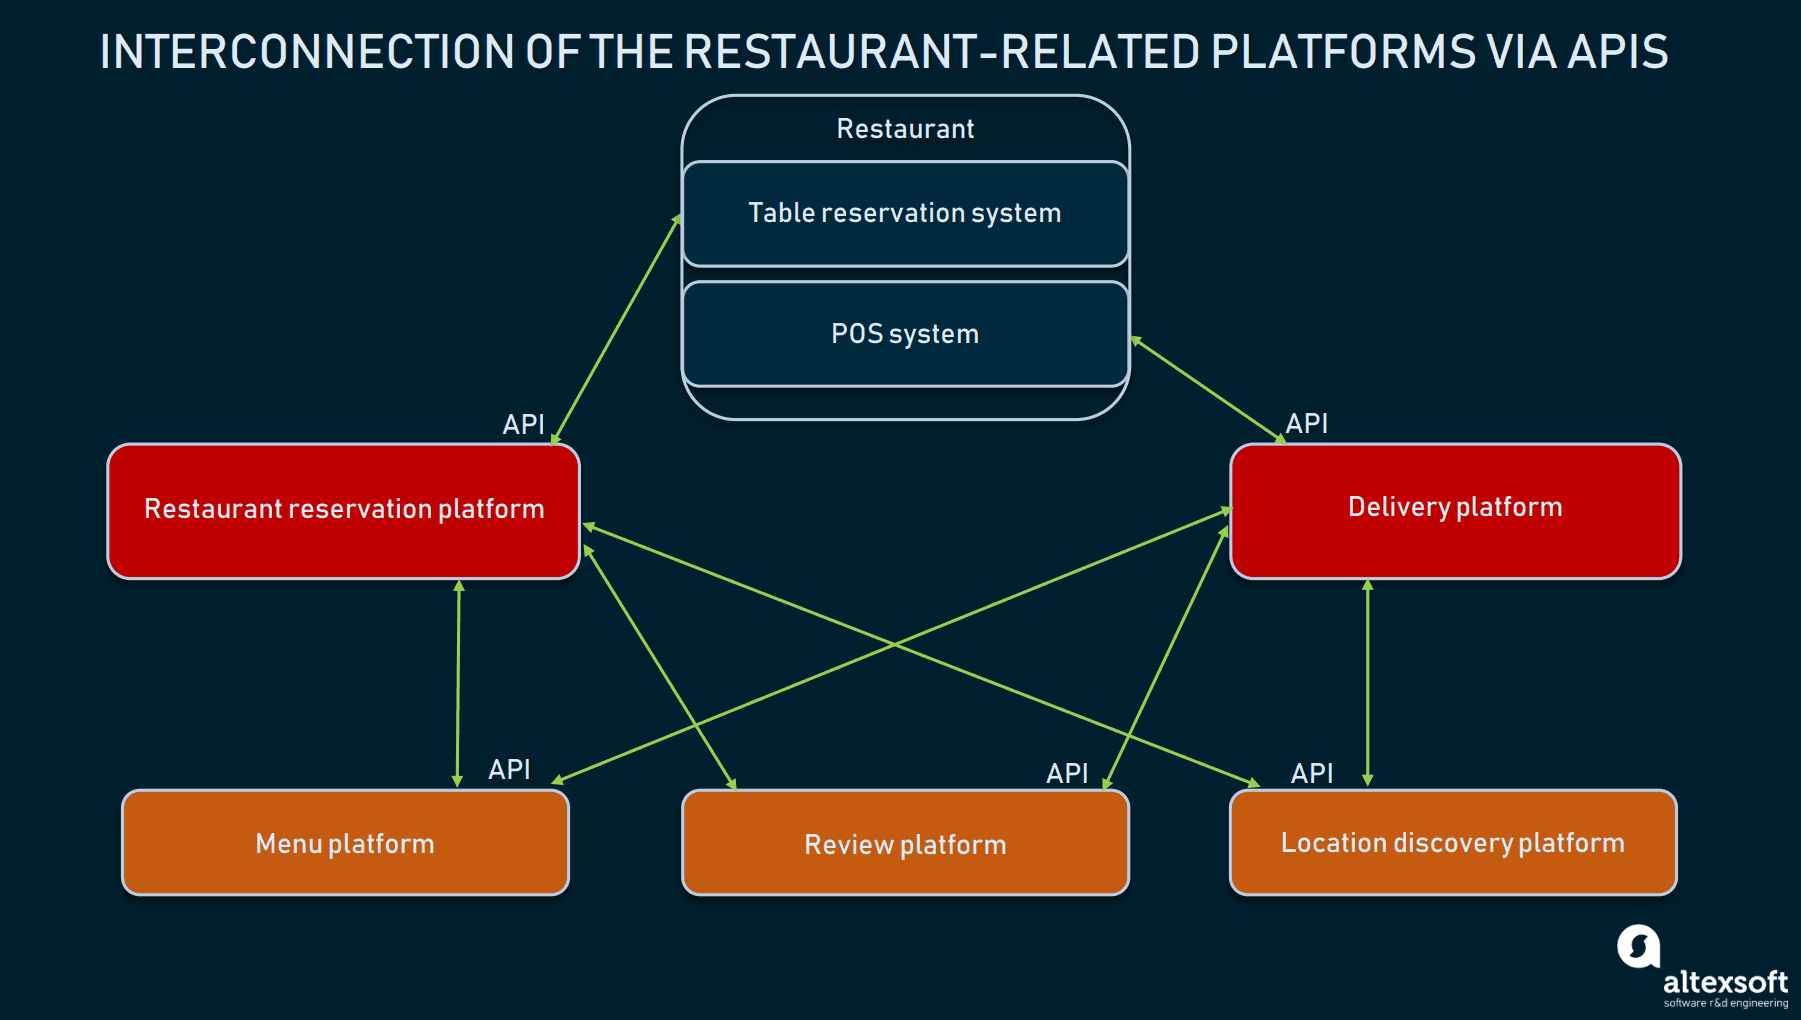 INTERCONNECTION OF THE RESTAURANT-RELATED PLATFORMS VIA APIS
Restaurant
Table reservation system
POS system
API
API
Restaurant reservation platform
Delivery platform
API
API
API
Menu platform
Review platform
Location discovery platform
altexsoft
software r&d engineering